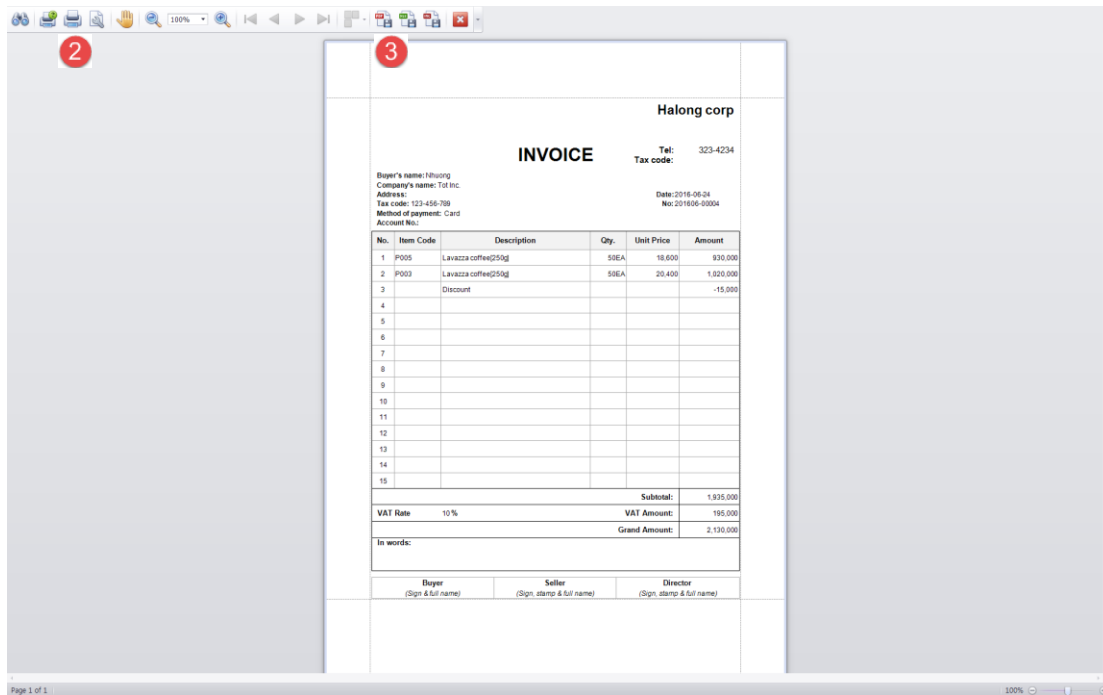 100%
2
3
Halong corp
INVOICE
Tel: 323-4234
Tax code:
Buyer's name: Nhuong
Company's name: Tot Inc.
Address:
Date: 2016-06-24
Tax code: 123-456-789
No: 201606-00004
Method of payment: Card
Account No.:
No. Item Code Description Qty. Unit Price Amount
1 P005 Lavazza coffee[250g] 50EA 18,600 930,000
2 P003 Lavazza coffee[250g] 50EA 20,400 1,020,000
3 Discount -15,000
4
5
6
7
8
9
10
11
12
13
14
15
Subtotal: 1,935,000
VAT Rate 10 % VAT Amount: 195,000
Grand Amount: 2,130,000
In words:
Buyer Seller Director
(Sign & full name) (Sign, stamp & full name) (Sign, stamp & full name)
Page 1 of 1 100%